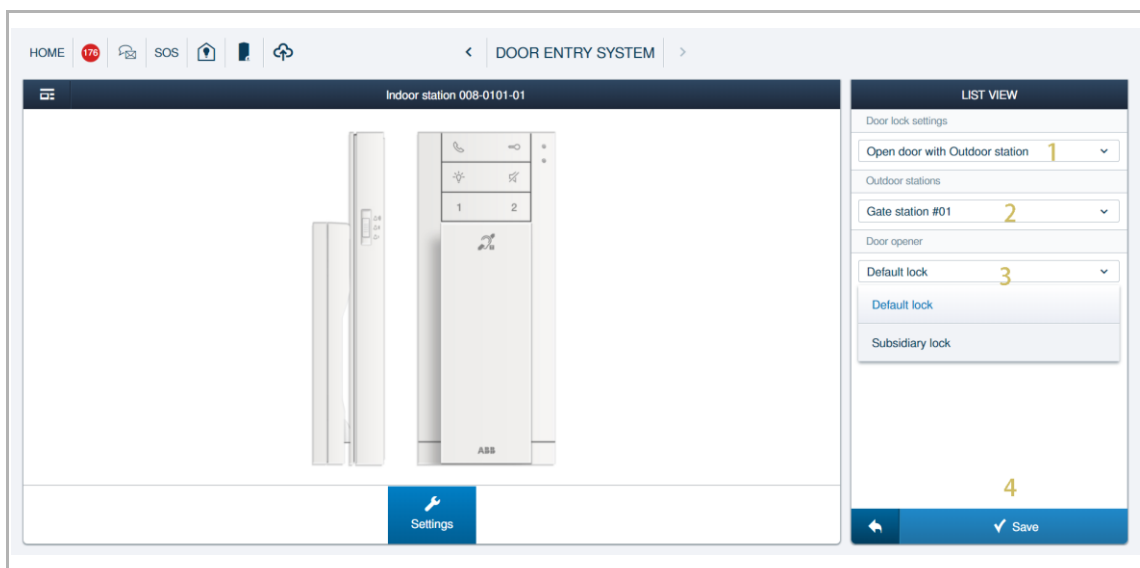 HOME 176 SOS DOOR ENTRY SYSTEM
Indoor station 008-0101-01
1 2
ABB
Settings
LIST VIEW
Door lock settings
Open door with Outdoor station 1
Outdoor stations
Gate station #01 2
Door opener
Default lock 3
Default lock
Subsidiary lock
4
Save